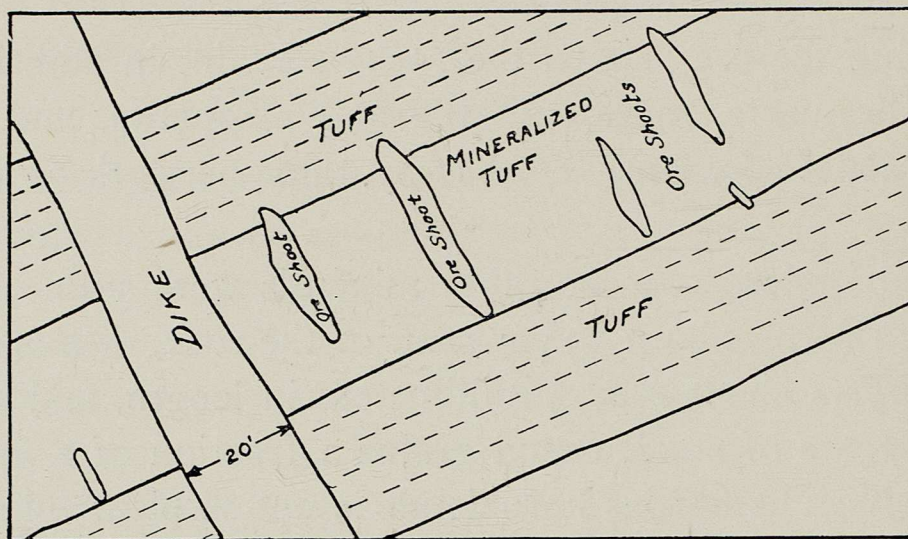 TUFF
MINERALIZED
TUFF
Ore Shoots
Ore Shoot
Ore Shoot
DIKE
TUFF
20'